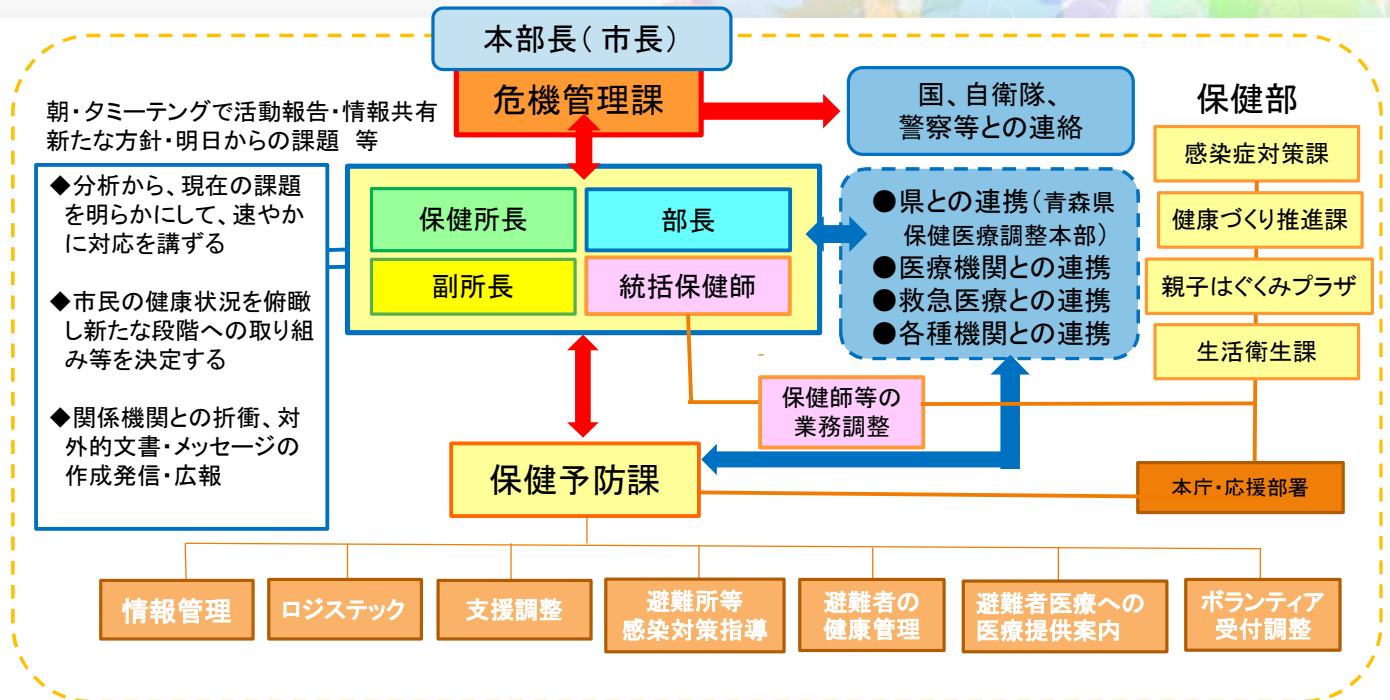 本部長(市長)
危機管理課
朝・夕ミーテングで活動報告・情報共有
新たな方針・明日からの課題 等
◆分析から、現在の課題
を明らかにして、速やか
に対応を講ずる
◆市民の健康状況を俯瞰
し新たな段階への取り組
み等を決定する
◆関係機関との折衝、対
外的文書・メッセージの
作成発信・広報
保健所長
部長
副所長
統括保健師
国、自衛隊、
警察等との連絡
●県との連携(青森県
保健医療調整本部)
●医療機関との連携
●救急医療との連携
●各種機関との連携
保健部
感染症対策課
健康づくり推進課
親子はぐくみプラザ
生活衛生課
保健師等の
業務調整
保健予防課
本庁・応援部署
情報管理
ロジステック
支援調整
避難所等
感染対策指導
避難者の
健康管理
避難者医療への
医療提供案内
ボランティア
受付調整